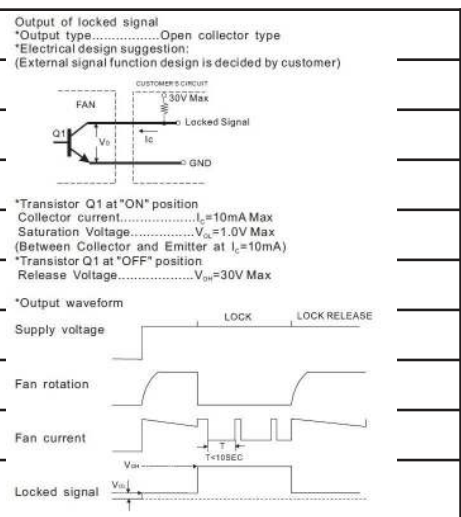 Output of locked signal
*Output type.................Open collector type
*Electrical design suggestion:
(External signal function design is decided by customer)
CUSTOMER'S CIRCUIT
FAN
30V Max
Locked Signal
Q1
Ic
GND
*Transistor Q1 at "ON" position
Collector current...................Ic=10mA Max
Saturation Voltage................VOL=1.0V Max
(Between Collector and Emitter at Ic=10mA)
*Transistor Q1 at "OFF" position
Release Voltage...................VOH=30V Max
*Output waveform
LOCK
LOCK RELEASE
Supply voltage
Fan rotation
Fan current
T
T<10SEC
VOH
VOL
Locked signal